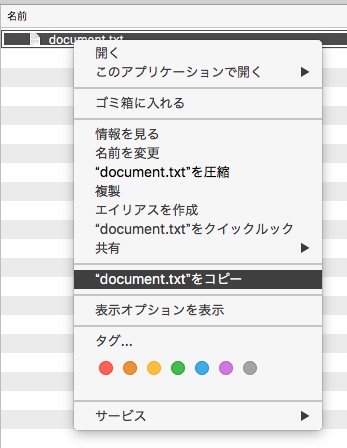 名前
document.txt
開く
このアプリケーションで開く
ゴミ箱に入れる
情報を見る
名前を変更
“document.txt”を圧縮
複製
エイリアスを作成
“document.txt”をクイックルック
共有
“document.txt”をコピー
表示オプションを表示
タグ...
サービス